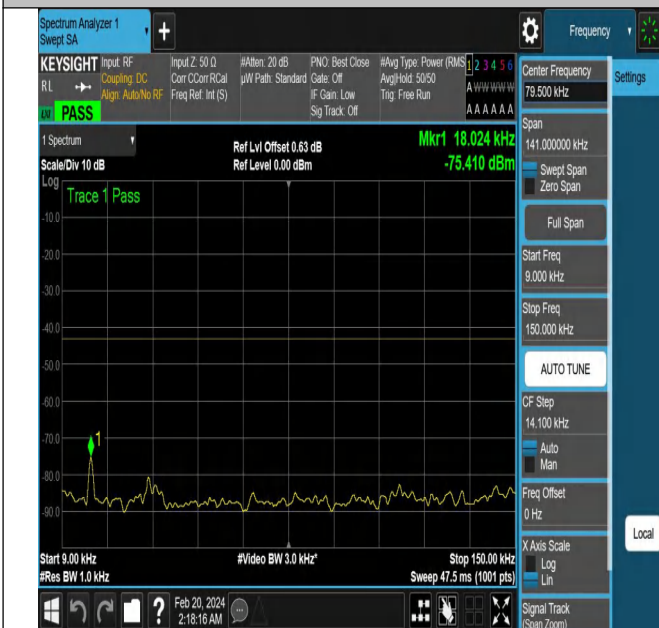 Spectrum Analyzer 1
Swept SA
+
Frequency
KEYSIGHT
RL
LXI
PASS
Input: RF
Coupling: DC
Align: Auto/No RF
Input Z: 50 Ω
Corr CCorr RCal
Freq Ref: Int (S)
#Atten: 20 dB
µW Path: Standard
PNO: Best Close
Gate: Off
IF Gain: Low
Sig Track: Off
#Avg Type: Power (RMS
Avg|Hold: 50/50
Trig: Free Run
1 2 3 4 5 6
A W W W W W
A A A A A A
1 Spectrum
Scale/Div 10 dB
Ref Lvl Offset 0.63 dB
Ref Level 0.00 dBm
Mkr1 18.024 kHz
-75.410 dBm
Log
Trace 1 Pass
-10.0
-20.0
-30.0
-40.0
-50.0
-60.0
-70.0
-80.0
-90.0
1
Start 9.00 kHz
#Res BW 1.0 kHz
#Video BW 3.0 kHz*
Stop 150.00 kHz
Sweep 47.5 ms (1001 pts)
?
Feb 20, 2024
2:18:16 AM
Center Frequency
79.500 kHz
Settings
Span
141.000000 kHz
Swept Span
Zero Span
Full Span
Start Freq
9.000 kHz
Stop Freq
150.000 kHz
AUTO TUNE
CF Step
14.100 kHz
Auto
Man
Freq Offset
0 Hz
X Axis Scale
Log
Lin
Local
Signal Track
(Span Zoom)